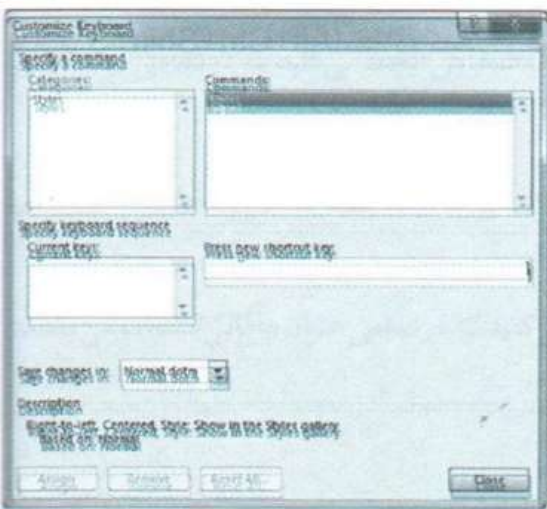 Customize Keyboard
Specify a command
Categories:
Commands:
Styles
Specify keyboard sequence
Current keys:
Press new shortcut key:
Save changes in:
Normal.dotm
Description
Right-to-left, Centered, Style: Show in the Styles gallery
Based on: Normal
Assign
Remove
Reset All...
Close